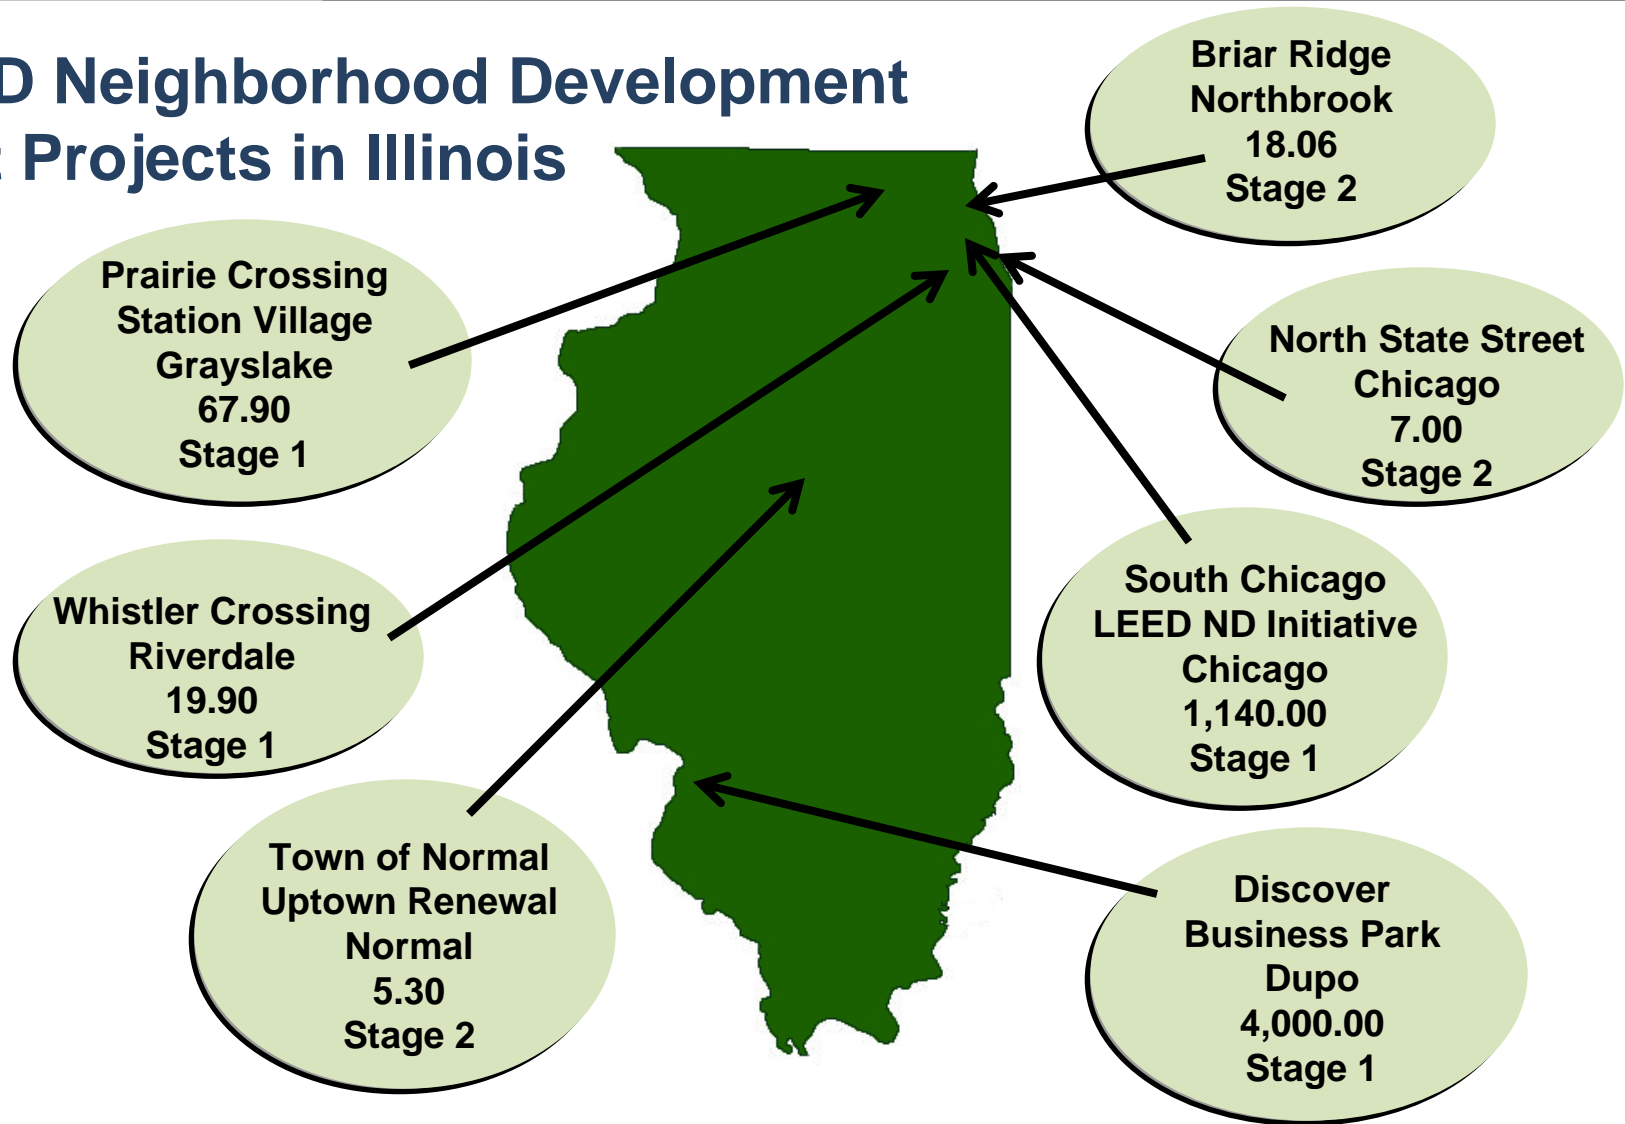 D Neighborhood Development
Projects in Illinois
Briar Ridge
Northbrook
18.06
Stage 2
Prairie Crossing
Station Village
Grayslake
67.90
Stage 1
North State Street
Chicago
7.00
Stage 2
Whistler Crossing
Riverdale
19.90
Stage 1
South Chicago
LEED ND Initiative
Chicago
1,140.00
Stage 1
Town of Normal
Uptown Renewal
Normal
5.30
Stage 2
Discover
Business Park
Dupo
4,000.00
Stage 1